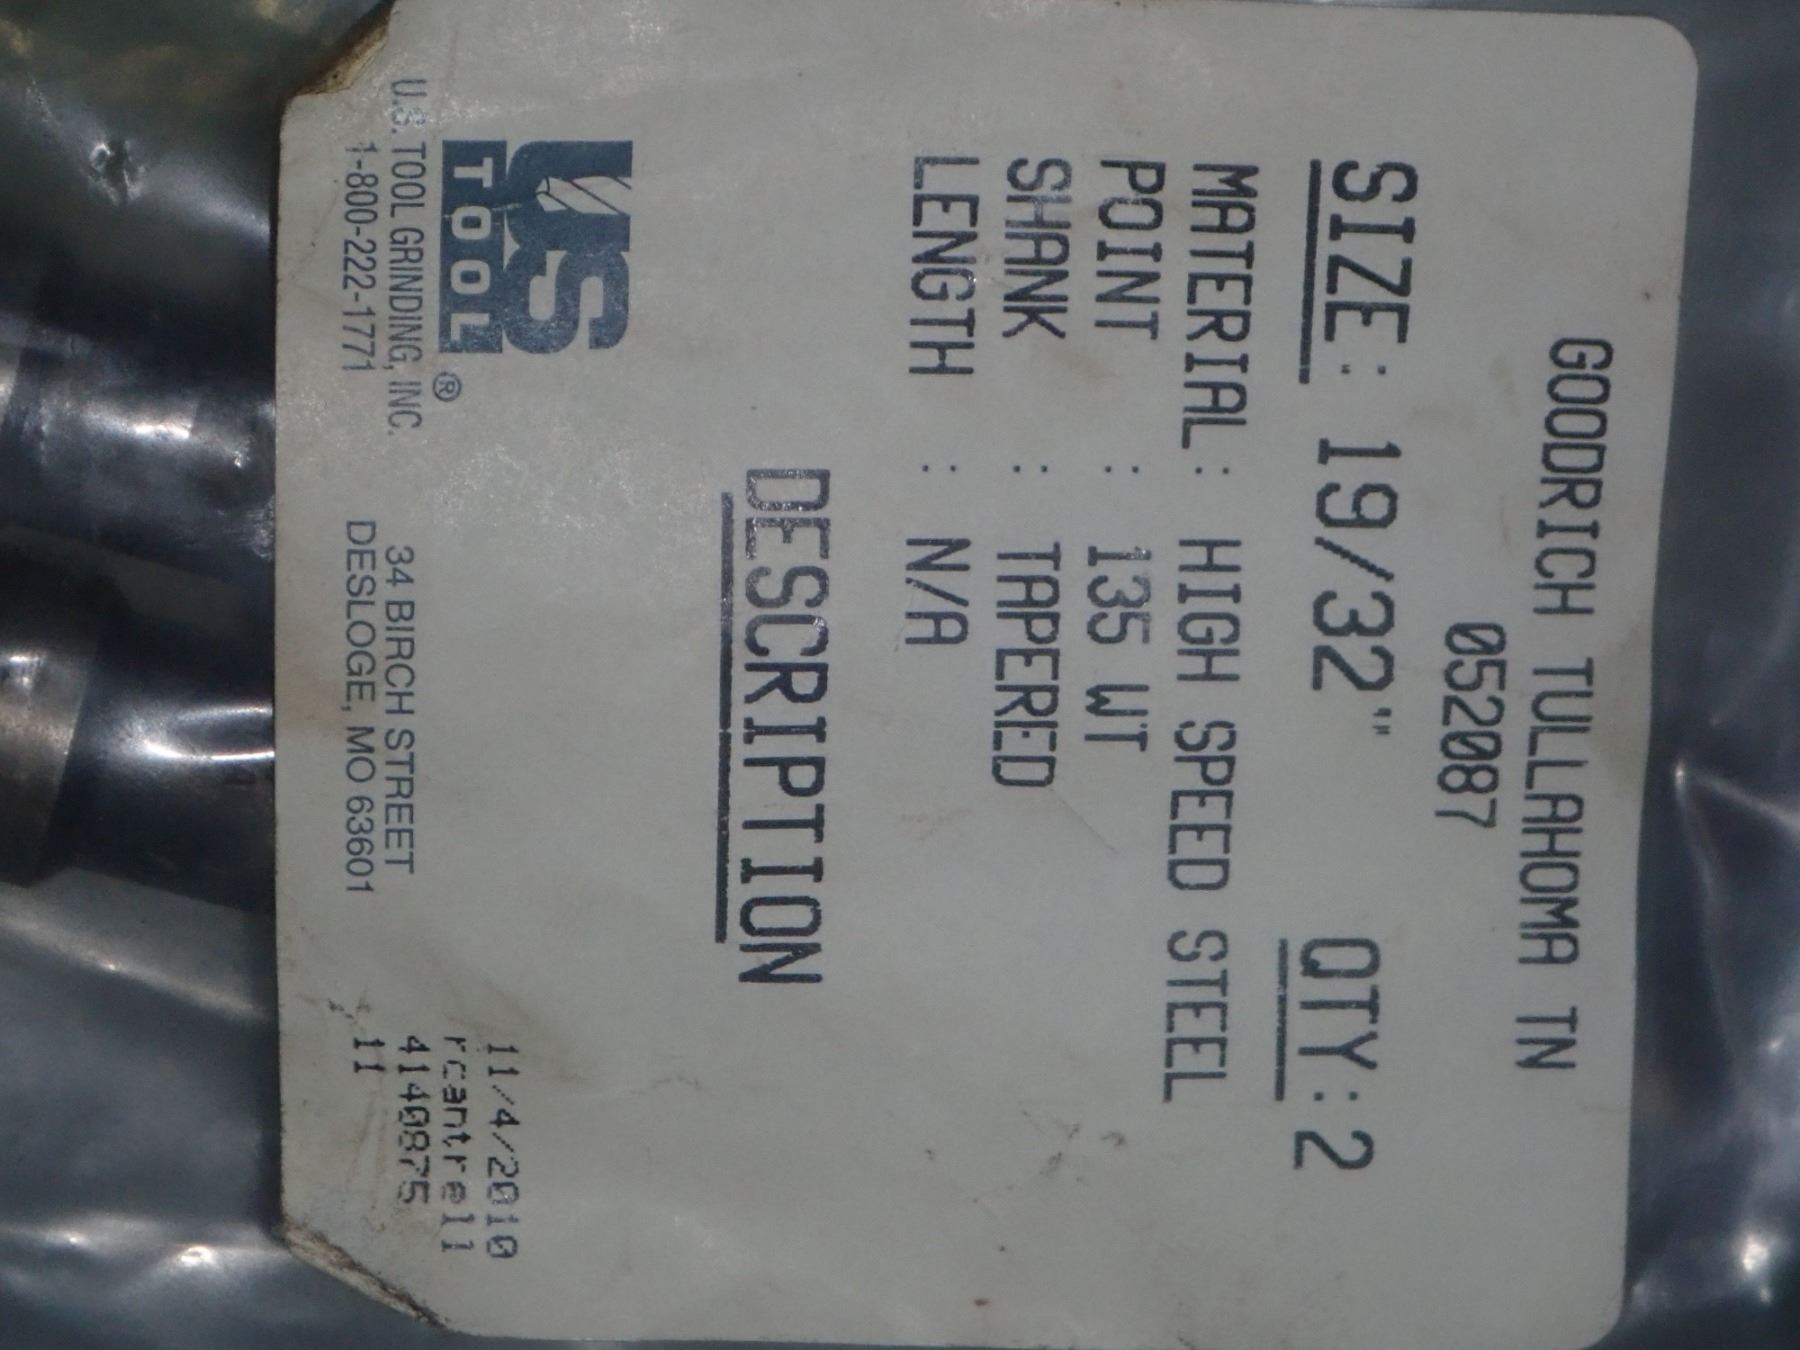 GOODRICH TULLAHOMA TN
052087
SIZE: 19/32" QTY: 2
MATERIAL: HIGH SPEED STEEL
POINT : 135 WT
SHANK : TAPERED
LENGTH : N/A
DESCRIPTION
US
TOOL®
U.S. TOOL GRINDING, INC.
1-800-222-1771
34 BIRCH STREET
DESLOGE, MO 63601
11/4/2010
rcantrell
4140875
11